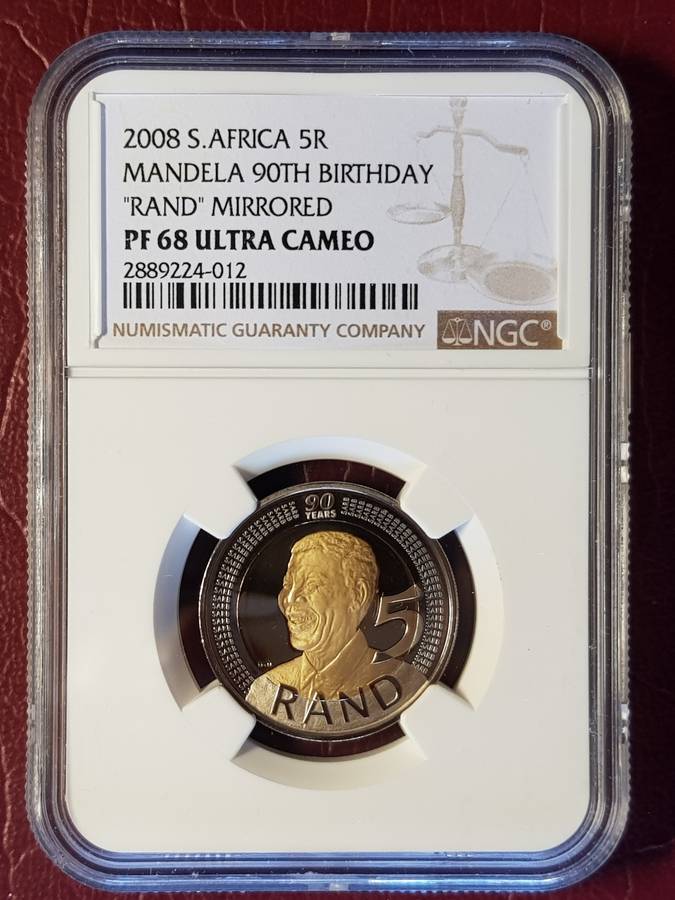 2008 S.AFRICA 5R
MANDELA 90TH BIRTHDAY
"RAND" MIRRORED
PF 68 ULTRA CAMEO
2889224-012
NUMISMATIC GUARANTY COMPANY NGC®
90
YEARS
5
RAND